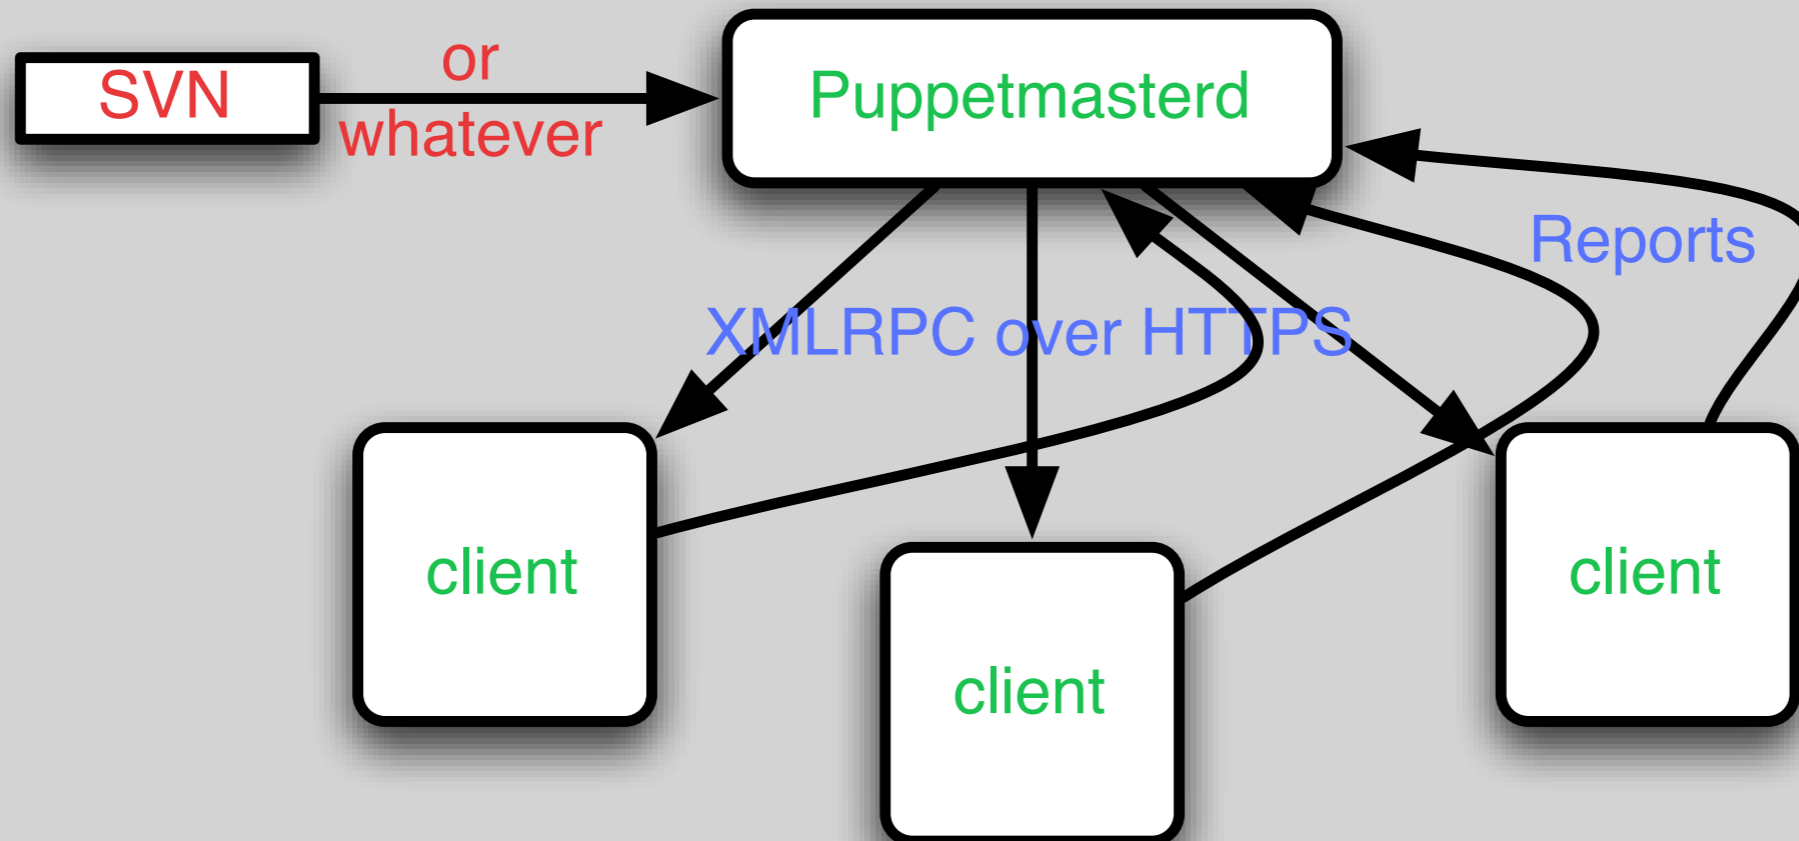 SVN
or
whatever
Puppetmasterd
Reports
XMLRPC over HTTPS
client
client
client